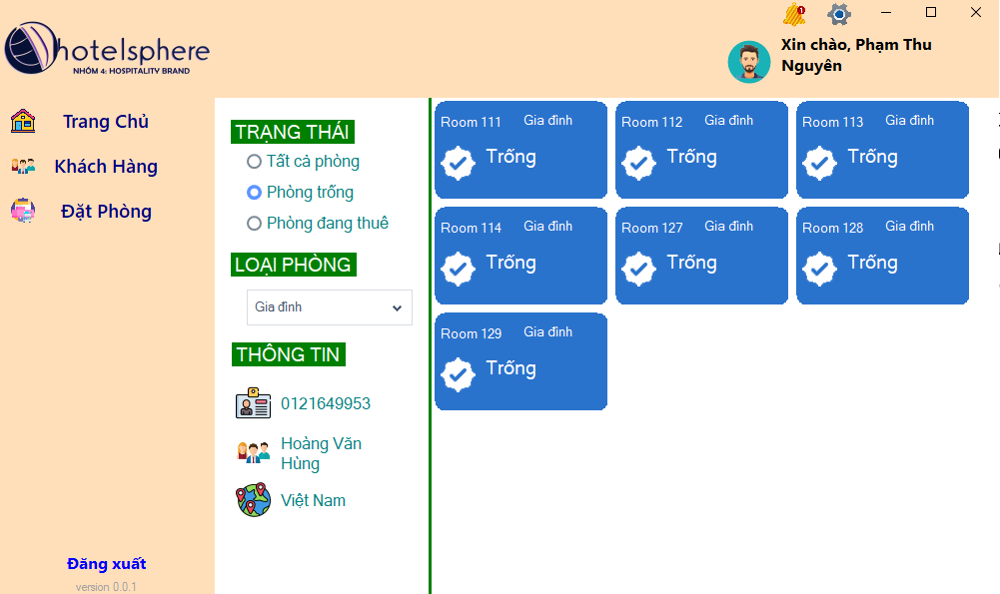 1
hotelsphere
NHÓM 4: HOSPITALITY BRAND
Xin chào, Phạm Thu
Nguyên
Trang Chủ
Khách Hàng
Đặt Phòng
Đăng xuất
version 0.0.1
TRẠNG THÁI
Tất cả phòng
Phòng trống
Phòng đang thuê
LOẠI PHÒNG
Gia đình
THÔNG TIN
0121649953
Hoàng Văn
Hùng
Việt Nam
Room 111 Gia đình
Trống
Room 112 Gia đình
Trống
Room 113 Gia đình
Trống
Room 114 Gia đình
Trống
Room 127 Gia đình
Trống
Room 128 Gia đình
Trống
Room 129 Gia đình
Trống